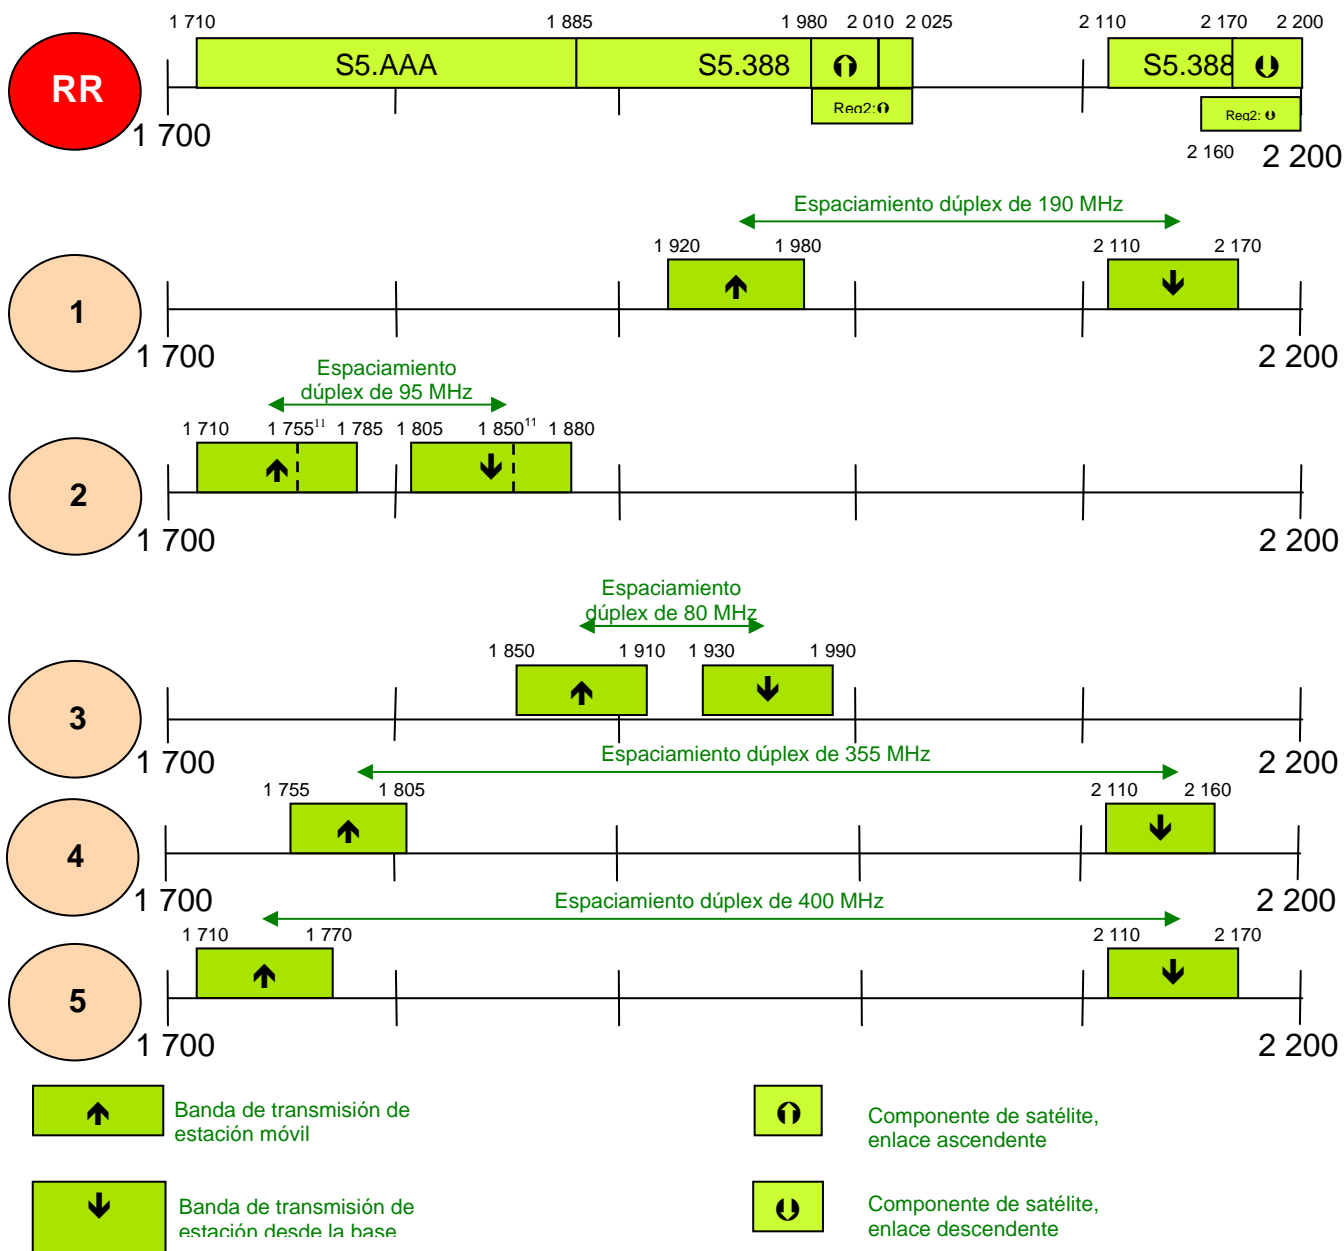 1 710 1 885 1 980 2 010 2 025 2 110 2 170 2 200
RR S5.AAA S5.388 S5.388
Reg2: Reg2:
1 700 2 160 2 200
Espaciamiento dúplex de 190 MHz
1 920 1 980 2 110 2 170
1
1 700 2 200
Espaciamiento
dúplex de 95 MHz
1 710 1 755¹¹ 1 785 1 805 1 850¹¹ 1 880
2
1 700 2 200
Espaciamiento
dúplex de 80 MHz
1 850 1 910 1 930 1 990
3
1 700 2 200
Espaciamiento dúplex de 355 MHz
1 755 1 805 2 110 2 160
4
1 700 2 200
Espaciamiento dúplex de 400 MHz
1 710 1 770 2 110 2 170
5
1 700 2 200
Banda de transmisión de
estación móvil
Componente de satélite,
enlace ascendente
Banda de transmisión de
estación desde la base
Componente de satélite,
enlace descendente